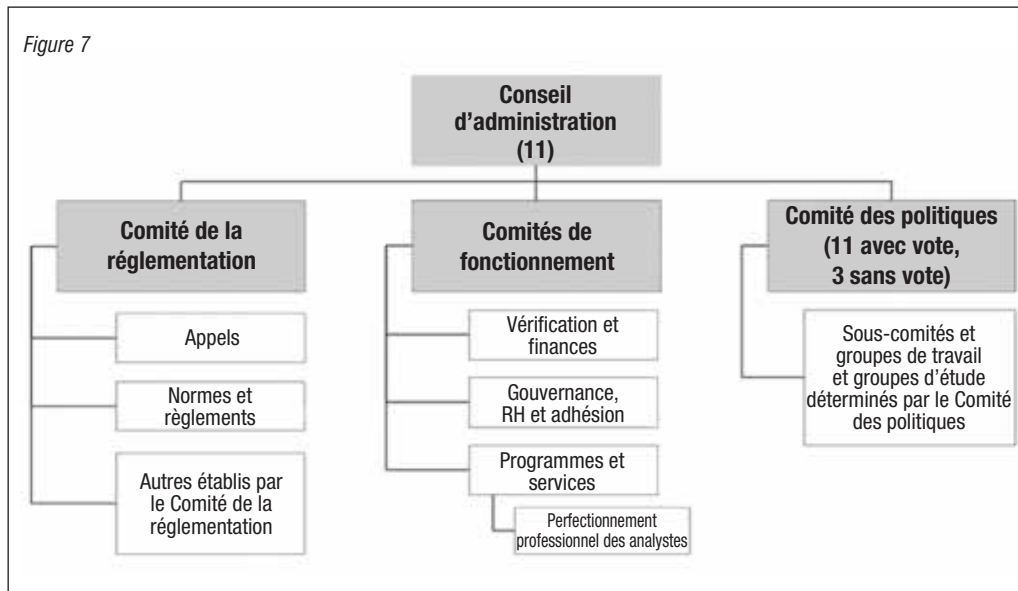 Figure 7
Conseil
d’administration
(11)
Comité de la
réglementation
Appels
Normes et
règlements
Autres établis par
le Comité de la
réglementation
Comités de
fonctionnement
Vérification et
finances
Gouvernance,
RH et adhésion
Programmes et
services
Perfectionnement
professionnel des analystes
Comité des politiques
(11 avec vote,
3 sans vote)
Sous-comités et
groupes de travail
et groupes d’étude
déterminés par le Comité
des politiques